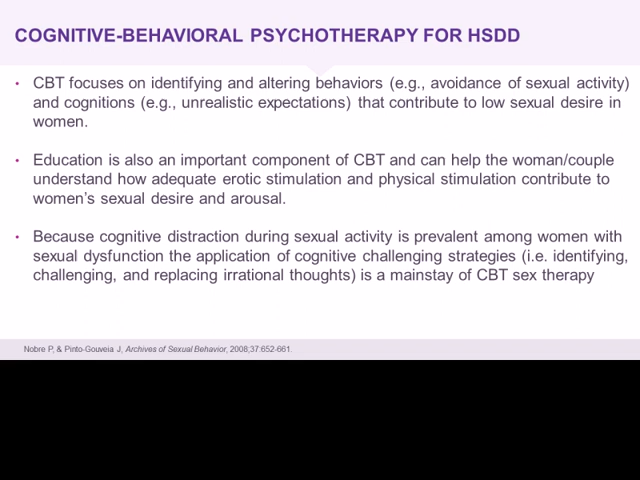 COGNITIVE-BEHAVIORAL PSYCHOTHERAPY FOR HSDD
• CBT focuses on identifying and altering behaviors (e.g., avoidance of sexual activity)
and cognitions (e.g., unrealistic expectations) that contribute to low sexual desire in
women.
• Education is also an important component of CBT and can help the woman/couple
understand how adequate erotic stimulation and physical stimulation contribute to
women's sexual desire and arousal.
• Because cognitive distraction during sexual activity is prevalent among women with
sexual dysfunction the application of cognitive challenging strategies (i.e. identifying,
challenging, and replacing irrational thoughts) is a mainstay of CBT sex therapy
Nobre P, & Pinto-Gouveia J, Archives of Sexual Behavior, 2008;37:652-661.